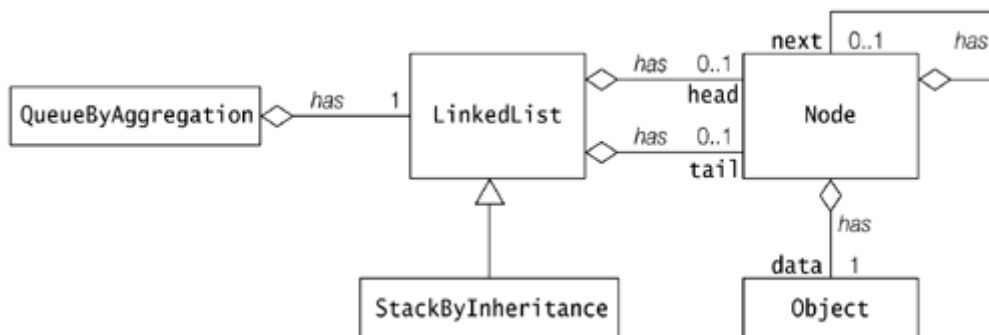 next 0..1 has
has 0..1
head
QueueByAggregation has 1 LinkedList Node
has 0..1
tail
has
data 1
StackByInheritance Object